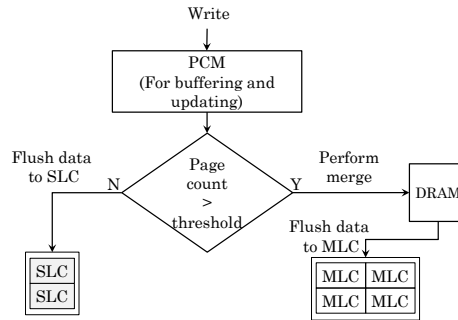 Write
PCM
(For buffering and
updating)
Flush data
to SLC
N
Page
count
>
threshold
Y
Perform
merge
DRAM
Flush data
to MLC
SLC
SLC
MLC MLC
MLC MLC